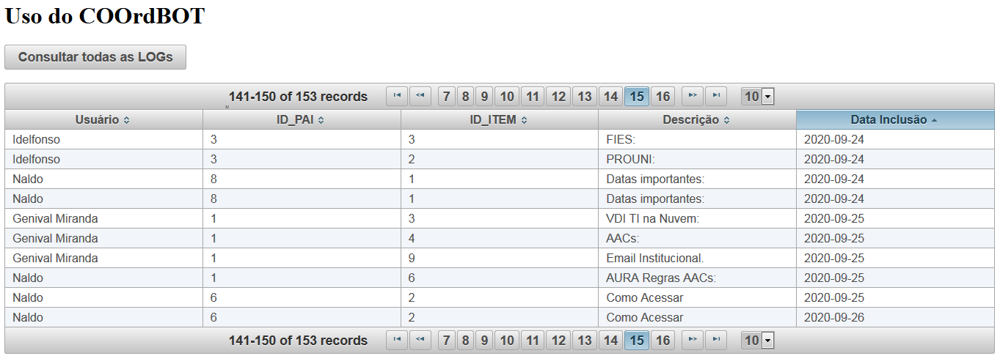 Uso do COOrdBOT
Consultar todas as LOGs
141-150 of 153 records 7 8 9 10 11 12 13 14 15 16 10
Usuário ID_PAI ID_ITEM Descrição Data Inclusão
Idelfonso 3 3 FIES: 2020-09-24
Idelfonso 3 2 PROUNI: 2020-09-24
Naldo 8 1 Datas importantes: 2020-09-24
Naldo 8 1 Datas importantes: 2020-09-24
Genival Miranda 1 3 VDI TI na Nuvem: 2020-09-25
Genival Miranda 1 4 AACs: 2020-09-25
Genival Miranda 1 9 Email Institucional. 2020-09-25
Naldo 1 6 AURA Regras AACs: 2020-09-25
Naldo 6 2 Como Acessar 2020-09-25
Naldo 6 2 Como Acessar 2020-09-26
141-150 of 153 records 7 8 9 10 11 12 13 14 15 16 10